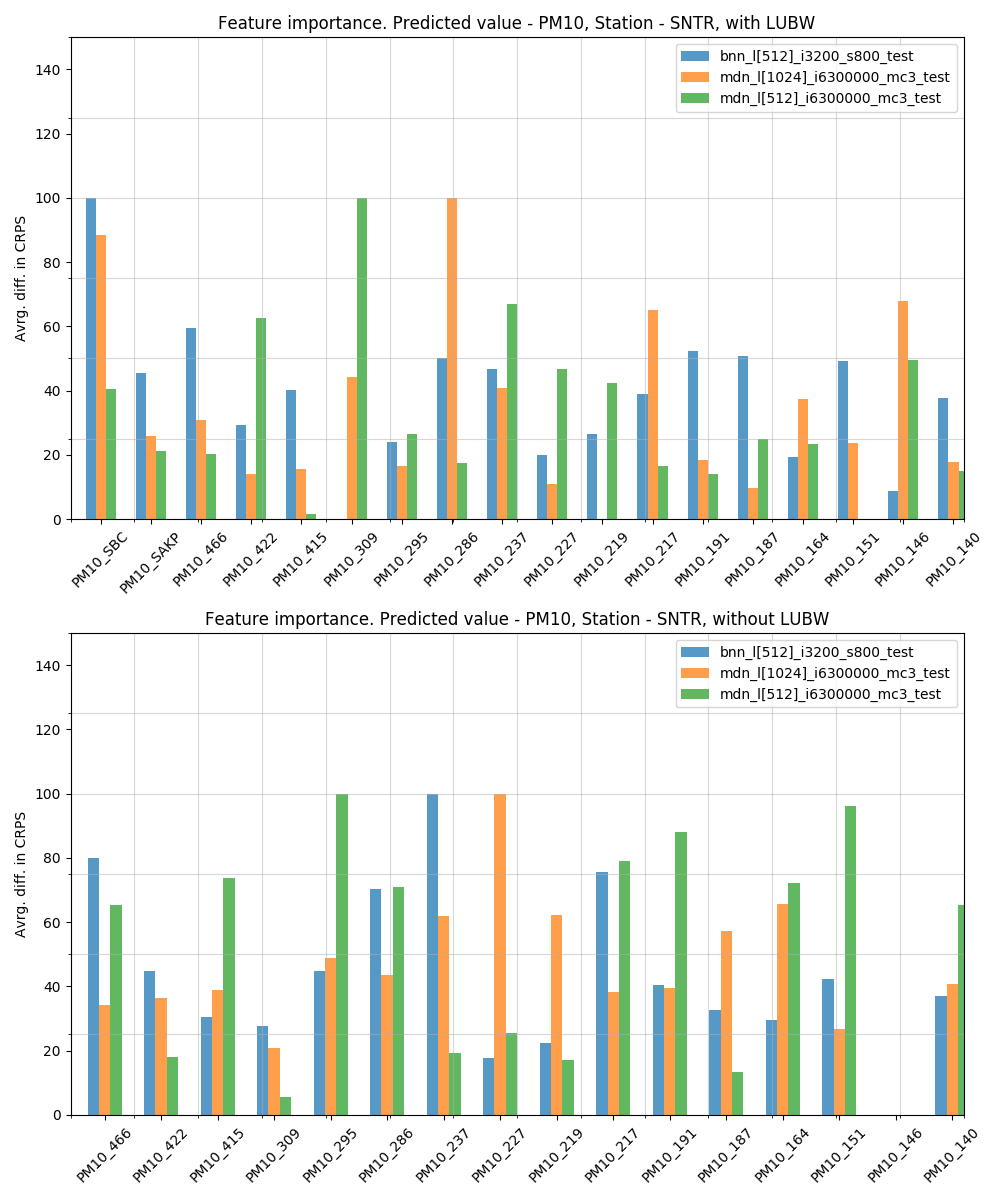 Feature importance. Predicted value - PM10, Station - SNTR, with LUBW
bnn_l[512]_i3200_s800_test
mdn_l[1024]_i6300000_mc3_test
mdn_l[512]_i6300000_mc3_test
Avrg. diff. in CRPS
140
120
100
80
60
40
20
0
PM10_SBC
PM10_SAKP
PM10_466
PM10_422
PM10_415
PM10_309
PM10_295
PM10_286
PM10_237
PM10_227
PM10_219
PM10_217
PM10_191
PM10_187
PM10_164
PM10_151
PM10_146
PM10_140
Feature importance. Predicted value - PM10, Station - SNTR, without LUBW
bnn_l[512]_i3200_s800_test
mdn_l[1024]_i6300000_mc3_test
mdn_l[512]_i6300000_mc3_test
Avrg. diff. in CRPS
140
120
100
80
60
40
20
0
PM10_466
PM10_422
PM10_415
PM10_309
PM10_295
PM10_286
PM10_237
PM10_227
PM10_219
PM10_217
PM10_191
PM10_187
PM10_164
PM10_151
PM10_146
PM10_140